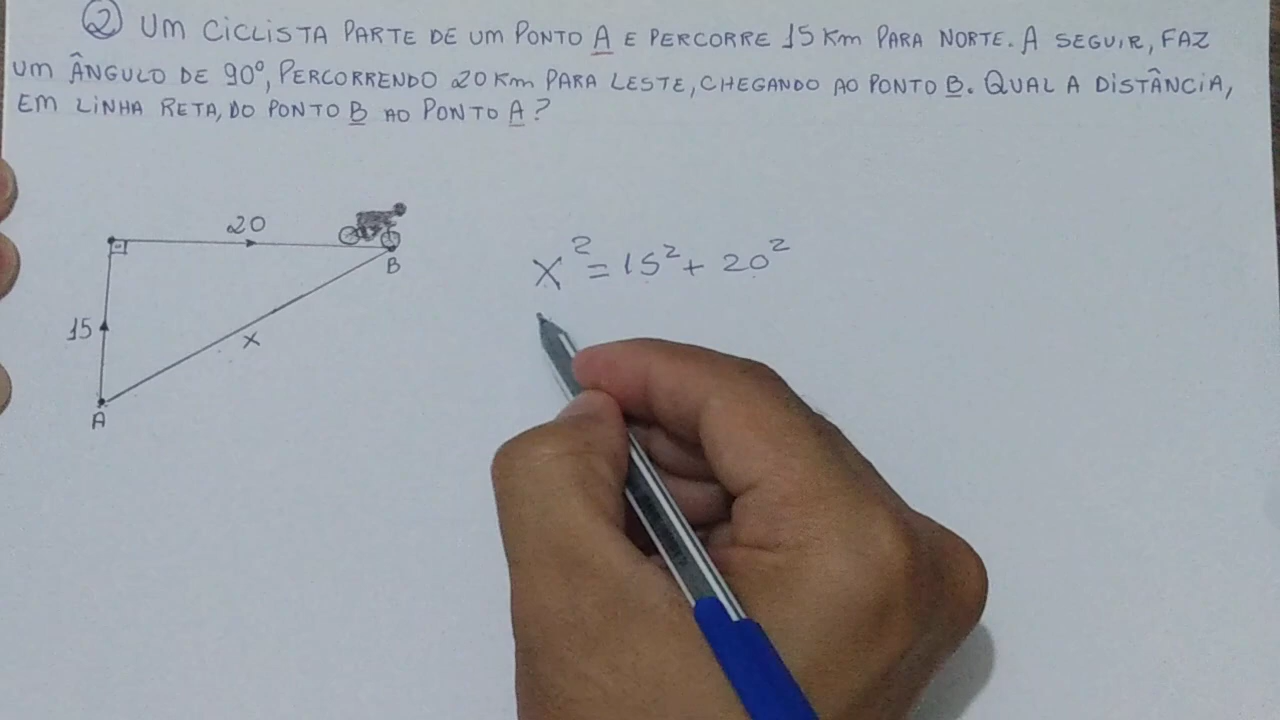 ② UM CICLISTA PARTE DE UM PONTO A E PERCORRE 15 KM PARA NORTE. A SEGUIR, FAZ
UM ÂNGULO DE 90°, PERCORRENDO 20 KM PARA LESTE, CHEGANDO AO PONTO B. QUAL A DISTÂNCIA,
EM LINHA RETA, DO PONTO B AO PONTO A?
20
B
15
x
A
x² = 15² + 20²